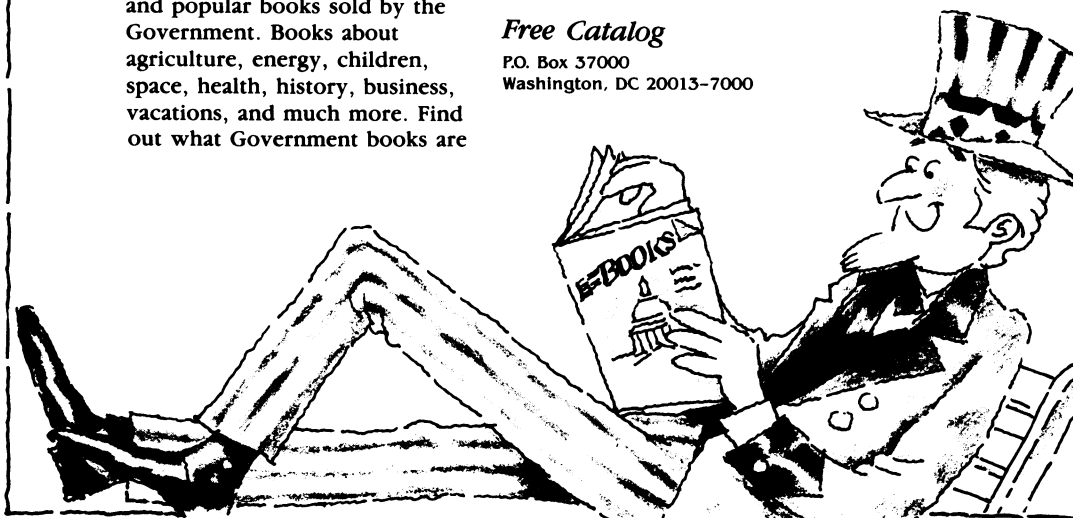 and popular books sold by the
Government. Books about
agriculture, energy, children,
space, health, history, business,
vacations, and much more. Find
out what Government books are
Free Catalog
P.O. Box 37000
Washington, DC 20013-7000
BOOKS